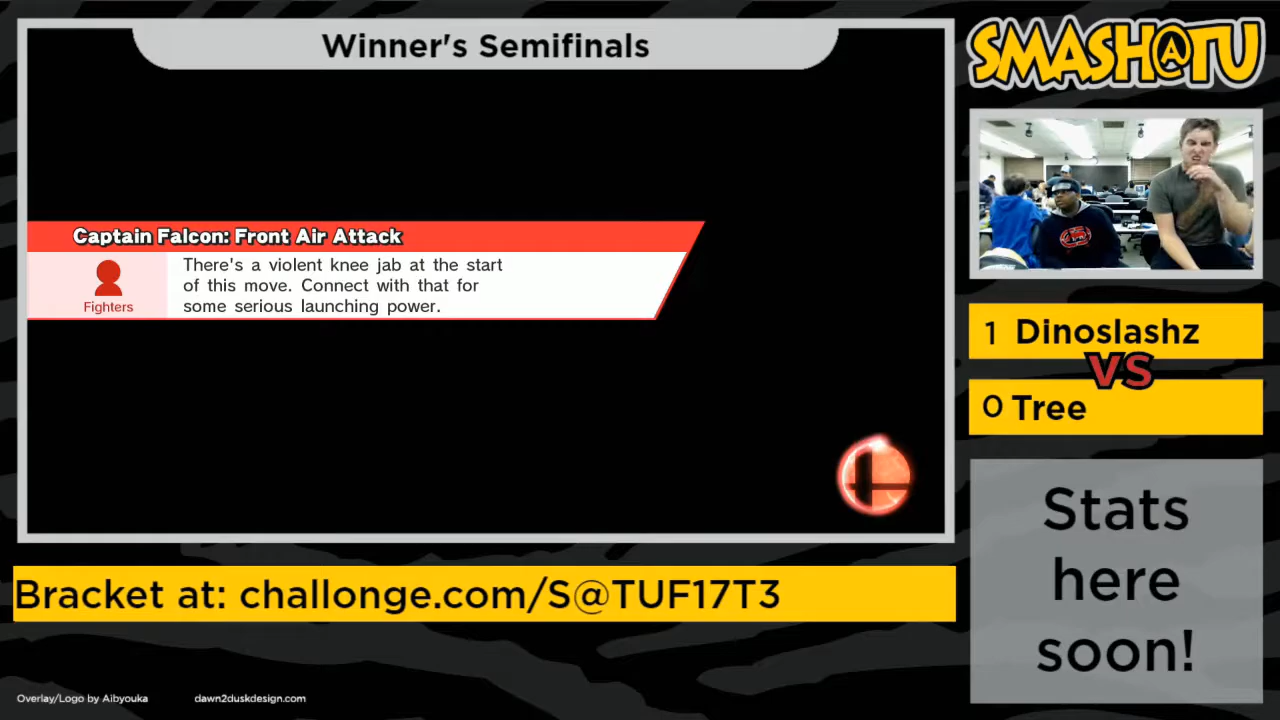 Winner's Semifinals
SMASH@TU
Captain Falcon: Front Air Attack
Fighters
There's a violent knee jab at the start
of this move. Connect with that for
some serious launching power.
1 Dinoslashz
VS
0 Tree
Stats
here
soon!
Bracket at: challonge.com/S@TUF17T3
Overlay/Logo by Aibyouka
dawn2duskdesign.com